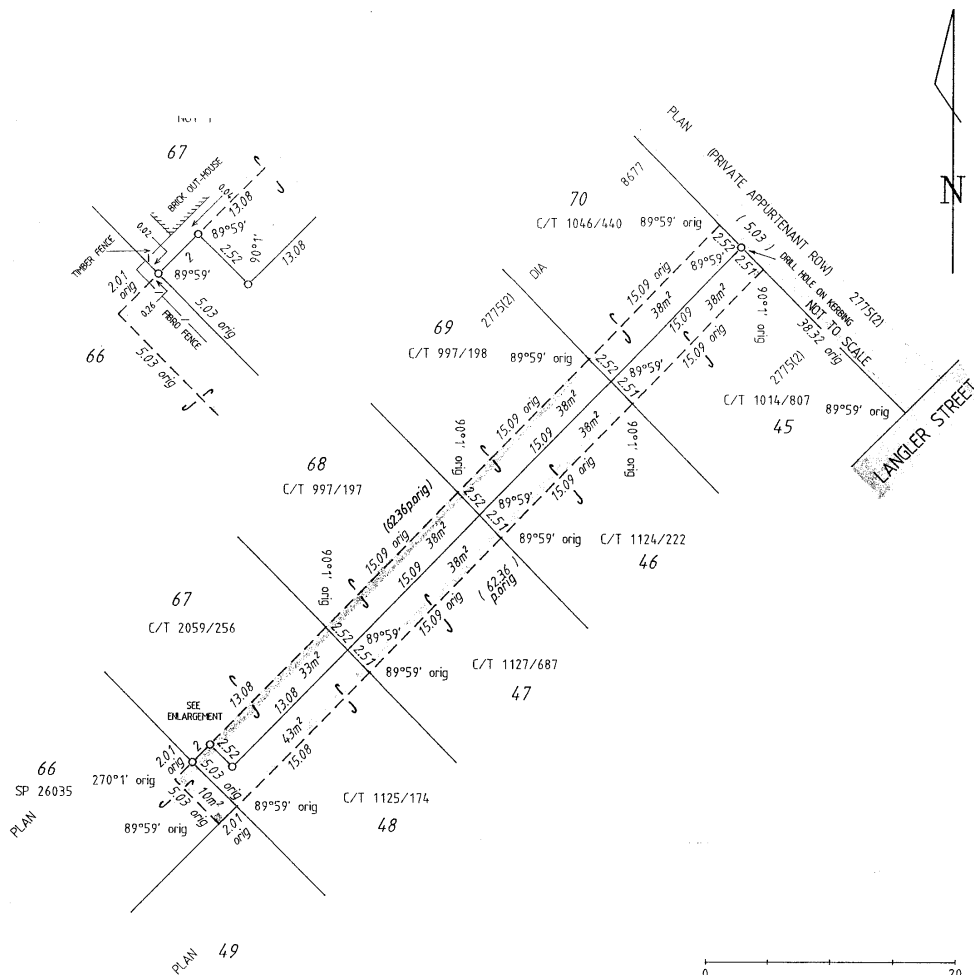 67
BRICK OUT-HOUSE
0.04
13.08
0.02
TIMBER FENCE
2
89°59'
2.52
90°1'
13.08
89°59'
2.01
orig
0.26
FIBRO FENCE
5.03 orig
5.03 orig
66
N
PLAN
8677
(PRIVATE APPURTENANT ROW)
( 5.03 )
DRILL HOLE ON KERBING
2775(2)
NOT TO SCALE
38.32 orig
70
C/T 1046/440
89°59' orig
2.52
89°59'
2.51
90°1' orig
DIA
2775(2)
15.09 orig
38m²
15.09
38m²
15.09 orig
2775(2)
C/T 1014/807
89°59' orig
45
LANGLER STREET
69
C/T 997/198
89°59' orig
2.52
89°59'
2.51
90°1' orig
15.09 orig
38m²
15.09
38m²
15.09 orig
68
C/T 997/197
90°1' orig
2.52
89°59'
2.51
89°59' orig
C/T 1124/222
46
(62.36p.orig)
15.09 orig
38m²
15.09
38m²
15.09 orig
( 62.36 )
p.orig
67
C/T 2059/256
90°1' orig
2.52
89°59'
2.51
89°59' orig
C/T 1127/687
47
13.08
33m²
13.08
43m²
15.08
SEE
ENLARGEMENT
2
2.52
2.01
orig
5.03 orig
66
SP 26035
270°1' orig
10m²
5.03 orig
89°59' orig
C/T 1125/174
48
PLAN
89°59' orig
2.01
orig
PLAN
49
0
20